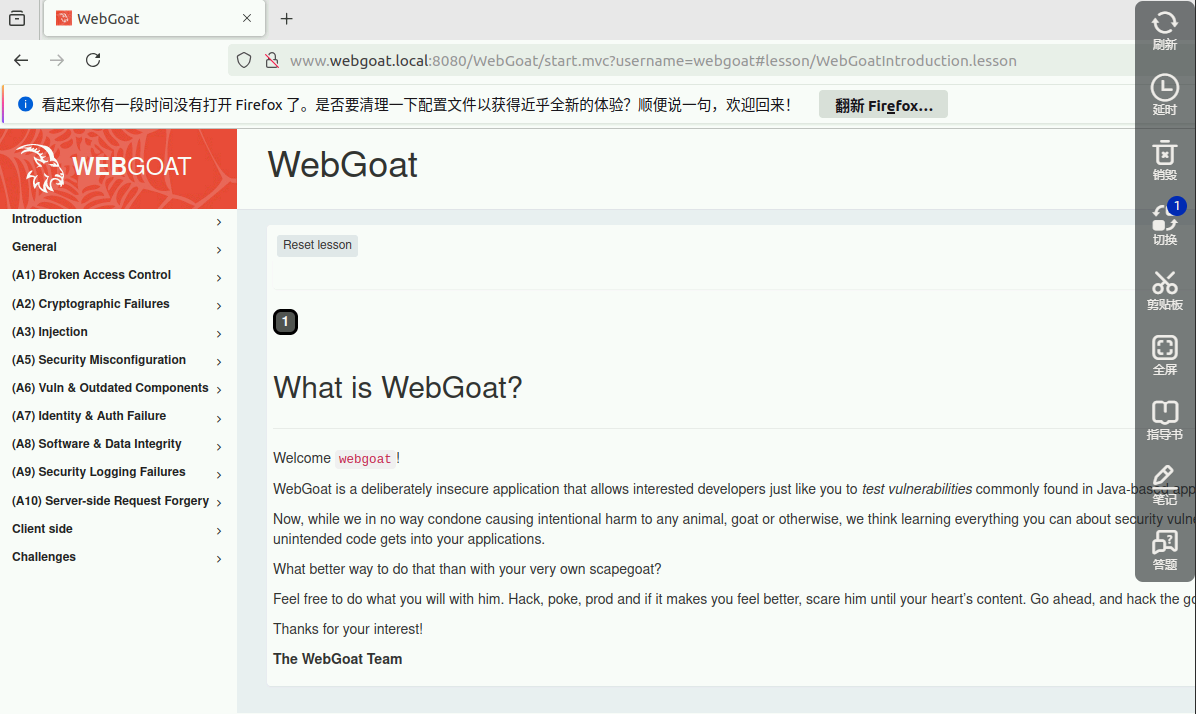 WebGoat
www.webgoat.local:8080/WebGoat/start.mvc?username=webgoat#lesson/WebGoatIntroduction.lesson
看起来你有一段时间没有打开 Firefox 了。是否要清理一下配置文件以获得近乎全新的体验？顺便说一句，欢迎回来！ 翻新 Firefox…
WEBGOAT
WebGoat
Introduction
General
(A1) Broken Access Control
(A2) Cryptographic Failures
(A3) Injection
(A5) Security Misconfiguration
(A6) Vuln & Outdated Components
(A7) Identity & Auth Failure
(A8) Software & Data Integrity
(A9) Security Logging Failures
(A10) Server-side Request Forgery
Client side
Challenges
Reset lesson
1
What is WebGoat?
Welcome webgoat!
WebGoat is a deliberately insecure application that allows interested developers just like you to test vulnerabilities commonly found in Java-based app
Now, while we in no way condone causing intentional harm to any animal, goat or otherwise, we think learning everything you can about security vulne
unintended code gets into your applications.
What better way to do that than with your very own scapegoat?
Feel free to do what you will with him. Hack, poke, prod and if it makes you feel better, scare him until your heart's content. Go ahead, and hack the go
Thanks for your interest!
The WebGoat Team
刷新
延时
销毁
1
切换
剪贴板
全屏
指导书
笔记
答题